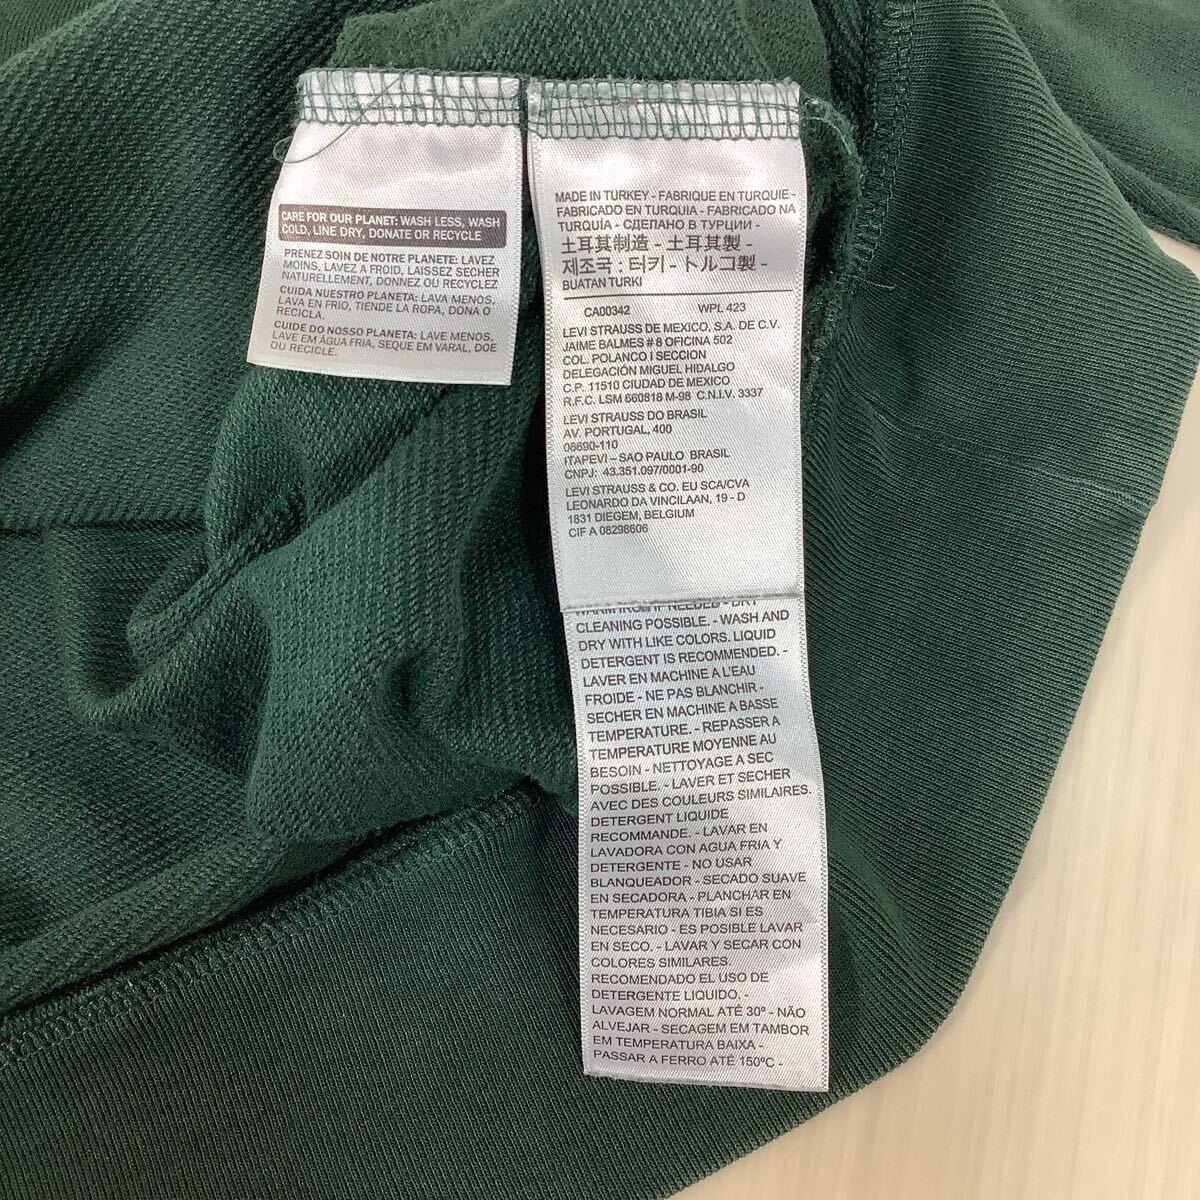 CARE FOR OUR PLANET: WASH LESS, WASH
COLD, LINE DRY, DONATE OR RECYCLE
PRENEZ SOIN DE NOTRE PLANETE: LAVEZ
MOINS, LAVEZ A FROID, LAISSEZ SECHER
NATURELLEMENT, DONNEZ OU RECYCLEZ
CUIDA NUESTRO PLANETA: LAVA MENOS,
LAVA EN FRIO, TIENDE LA ROPA, DONA O
RECICLA.
CUIDE DO NOSSO PLANETA: LAVE MENOS,
LAVE EM ÁGUA FRIA, SEQUE EM VARAL, DOE
OU RECICLE.
MADE IN TURKEY - FABRIQUE EN TURQUIE -
FABRICADO EN TURQUIA - FABRICADO NA
TURQUÍA - СДЕЛАНО В ТУРЦИИ -
土耳其制造 - 土耳其製 -
제조국 : 터키 - トルコ製 -
BUATAN TURKI
CA00342 WPL 423
LEVI STRAUSS DE MEXICO, S.A. DE C.V.
JAIME BALMES # 8 OFICINA 502
COL. POLANCO I SECCION
DELEGACIÓN MIGUEL HIDALGO
C.P. 11510 CIUDAD DE MEXICO
R.F.C. LSM 660818 M-98 C.N.I.V. 3337
LEVI STRAUSS DO BRASIL
AV. PORTUGAL, 400
06690-110
ITAPEVI – SAO PAULO BRASIL
CNPJ: 43.351.097/0001-90
LEVI STRAUSS & CO. EU SCA/CVA
LEONARDO DA VINCILAAN, 19 - D
1831 DIEGEM, BELGIUM
CIF A 08298606
WARM IRON IF NEEDED - DRY
CLEANING POSSIBLE. - WASH AND
DRY WITH LIKE COLORS. LIQUID
DETERGENT IS RECOMMENDED. -
LAVER EN MACHINE A L'EAU
FROIDE - NE PAS BLANCHIR -
SECHER EN MACHINE A BASSE
TEMPERATURE. - REPASSER A
TEMPERATURE MOYENNE AU
BESOIN - NETTOYAGE A SEC
POSSIBLE. - LAVER ET SECHER
AVEC DES COULEURS SIMILAIRES.
DETERGENT LIQUIDE
RECOMMANDE. - LAVAR EN
LAVADORA CON AGUA FRIA Y
DETERGENTE - NO USAR
BLANQUEADOR - SECADO SUAVE
EN SECADORA - PLANCHAR EN
TEMPERATURA TIBIA SI ES
NECESARIO - ES POSIBLE LAVAR
EN SECO. - LAVAR Y SECAR CON
COLORES SIMILARES.
RECOMENDADO EL USO DE
DETERGENTE LIQUIDO. -
LAVAGEM NORMAL ATÉ 30º - NÃO
ALVEJAR - SECAGEM EM TAMBOR
EM TEMPERATURA BAIXA -
PASSAR A FERRO ATÉ 150ºC -